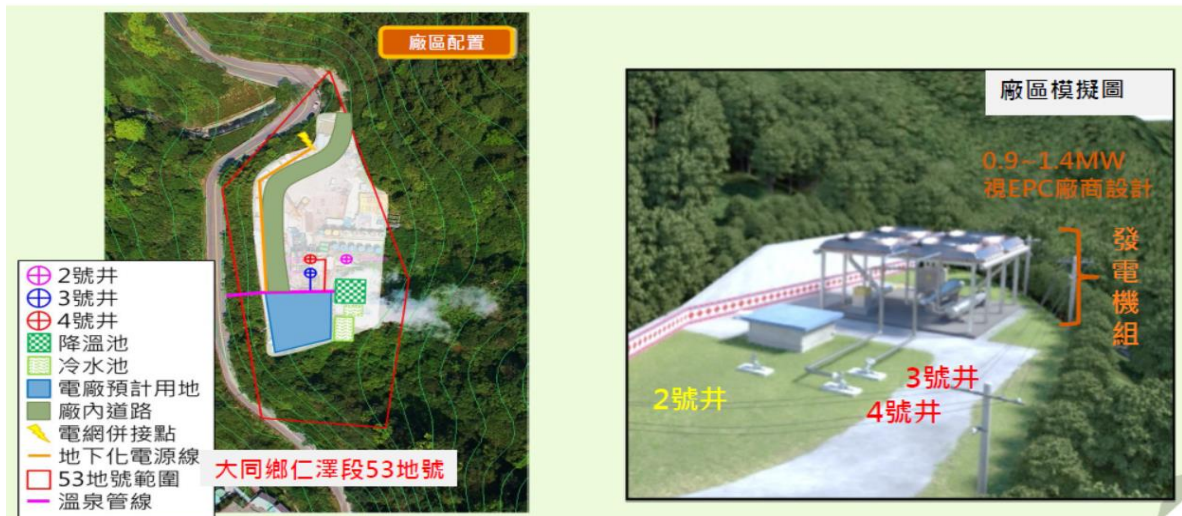 廠區配置
2號井
3號井
4號井
降溫池
冷水池
電廠預計用地
廠內道路
電網併接點
地下化電源線
53地號範圍
溫泉管線
大同鄉仁澤段53地號
廠區模擬圖
0.9~1.4MW
視EPC廠商設計
發電機組
2號井
3號井
4號井